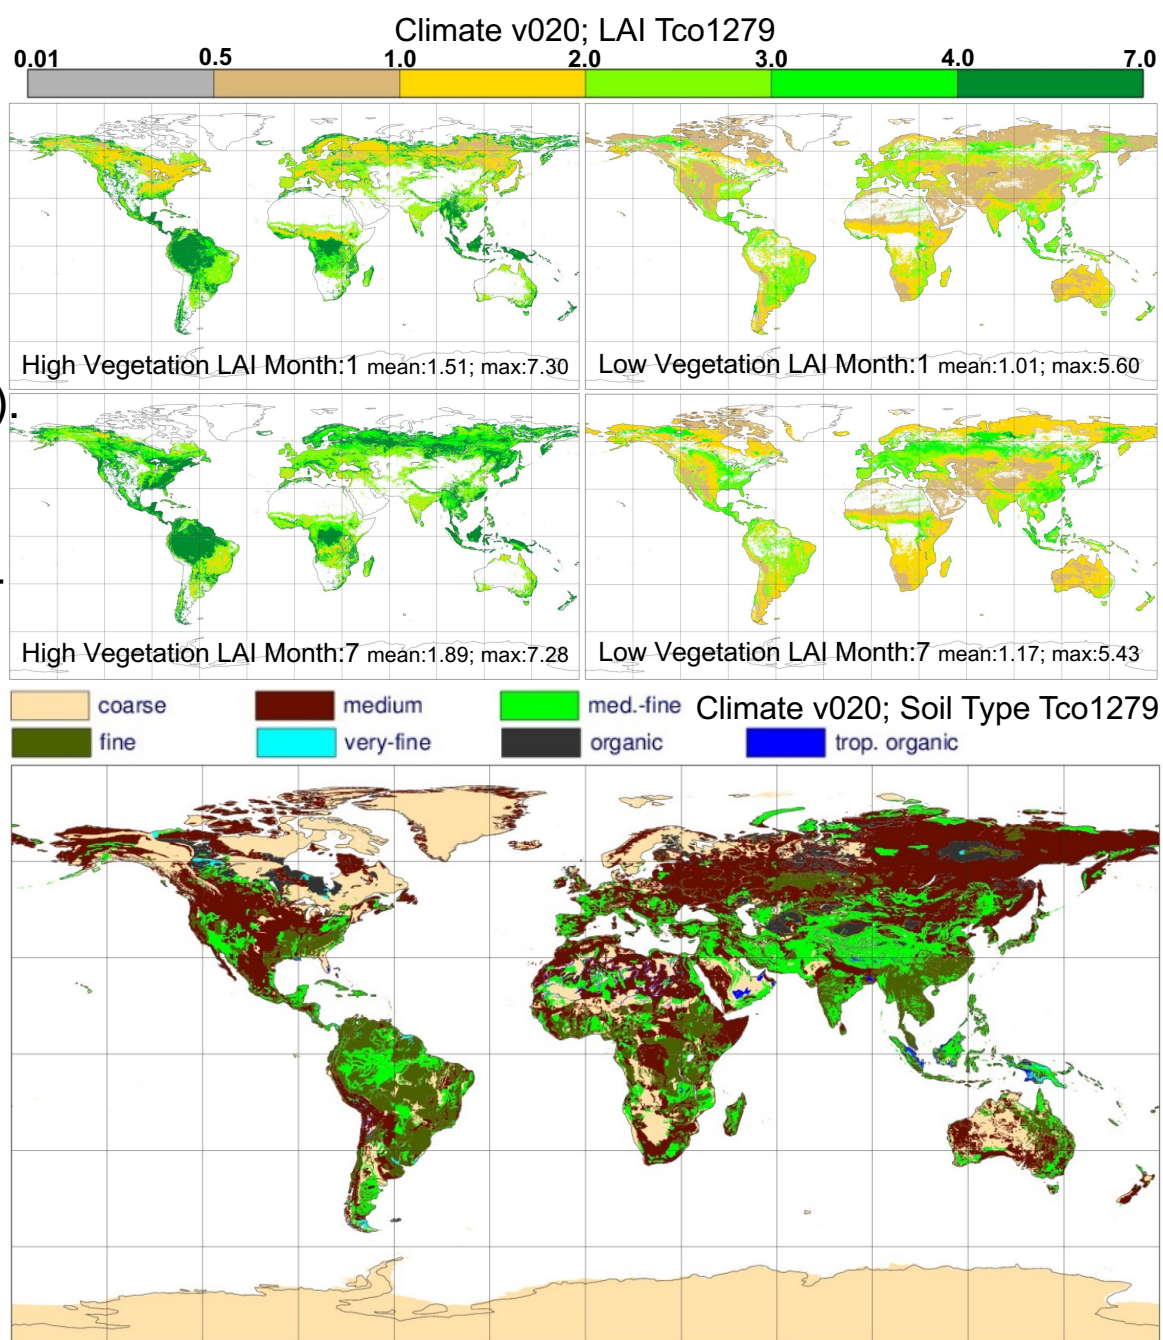 Climate v020; LAI Tco1279
0.01 0.5 1.0 2.0 3.0 4.0 7.0
High Vegetation LAI Month:1 mean:1.51; max:7.30
Low Vegetation LAI Month:1 mean:1.01; max:5.60
).
.
High Vegetation LAI Month:7 mean:1.89; max:7.28
Low Vegetation LAI Month:7 mean:1.17; max:5.43
coarse medium med.-fine Climate v020; Soil Type Tco1279
fine very-fine organic trop. organic